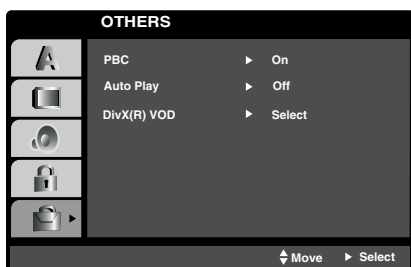 OTHERS
A
PBC ► On
Auto Play ► Off
DivX(R) VOD ► Select
Move ► Select